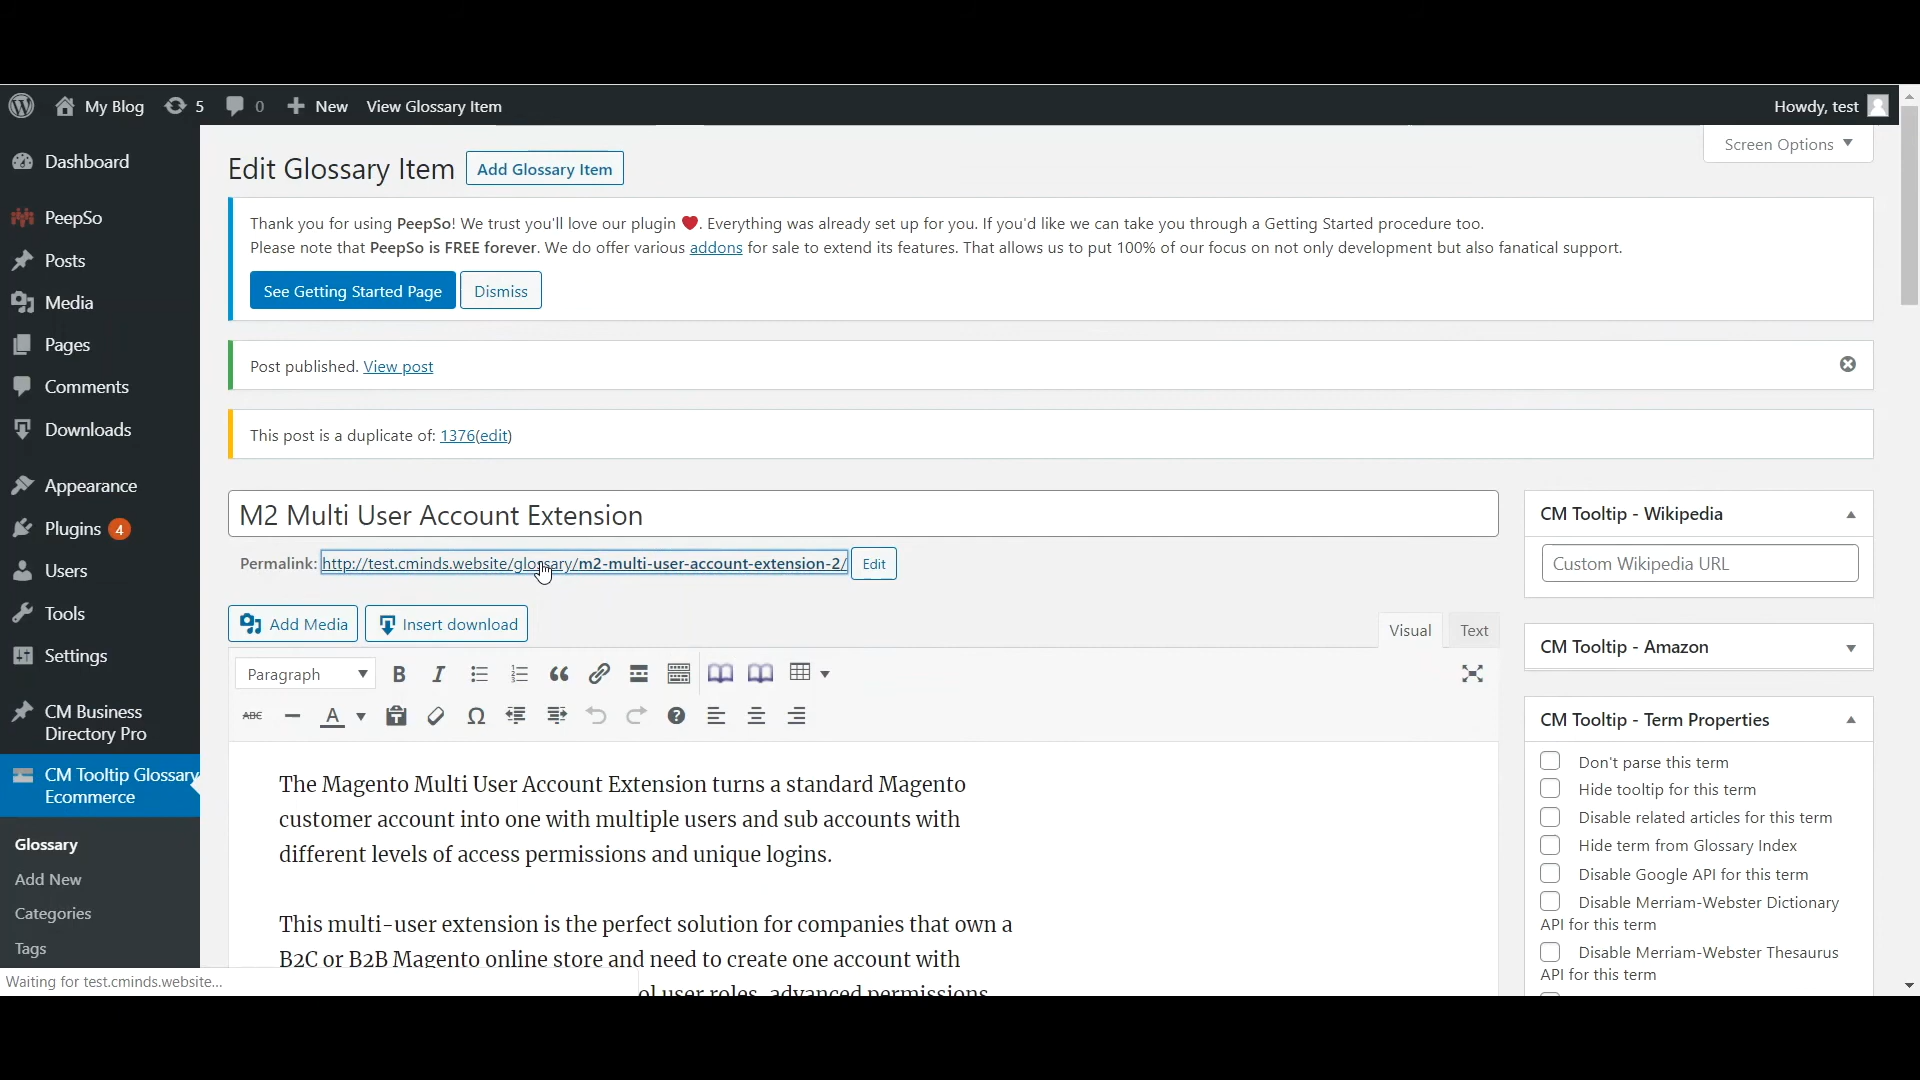 My Blog 5 0 New View Glossary Item Howdy, test
Screen Options
Dashboard
PeepSo
Posts
Media
Pages
Comments
Downloads
Appearance
Plugins 4
Users
Tools
Settings
CM Business
Directory Pro
CM Tooltip Glossary
Ecommerce
Glossary
Add New
Categories
Tags
Edit Glossary Item Add Glossary Item
Thank you for using PeepSo! We trust you'll love our plugin ❤. Everything was already set up for you. If you'd like we can take you through a Getting Started procedure too.
Please note that PeepSo is FREE forever. We do offer various addons for sale to extend its features. That allows us to put 100% of our focus on not only development but also fanatical support.
See Getting Started Page Dismiss
Post published. View post
This post is a duplicate of: 1376(edit)
M2 Multi User Account Extension
Permalink: http://test.cminds.website/glossary/m2-multi-user-account-extension-2/ Edit
Add Media Insert download
Visual Text
Paragraph B I
ABC A
The Magento Multi User Account Extension turns a standard Magento
customer account into one with multiple users and sub accounts with
different levels of access permissions and unique logins.
This multi-user extension is the perfect solution for companies that own a
B2C or B2B Magento online store and need to create one account with
user roles, advanced permissions
CM Tooltip - Wikipedia
Custom Wikipedia URL
CM Tooltip - Amazon
CM Tooltip - Term Properties
Don't parse this term
Hide tooltip for this term
Disable related articles for this term
Hide term from Glossary Index
Disable Google API for this term
Disable Merriam-Webster Dictionary
API for this term
Disable Merriam-Webster Thesaurus
API for this term
Waiting for test.cminds.website...